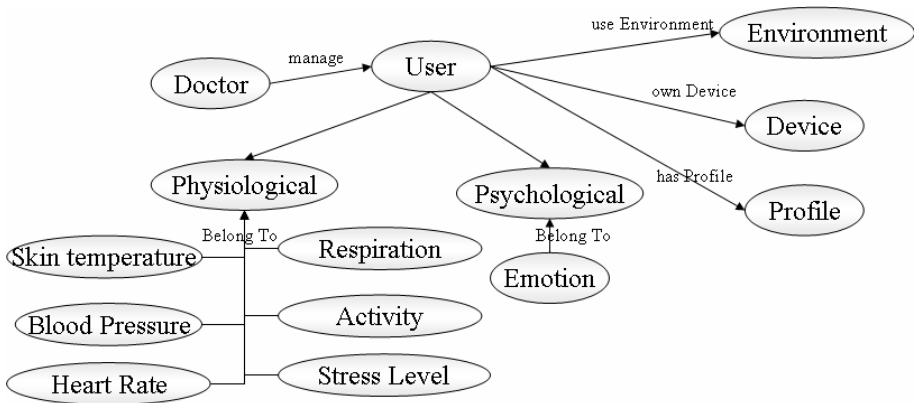 use Environment
Environment
manage
User
Doctor
own Device
Device
Physiological
Psychological
has Profile
Profile
Belong To
Belong To
Skin temperature
Respiration
Emotion
Blood Pressure
Activity
Heart Rate
Stress Level